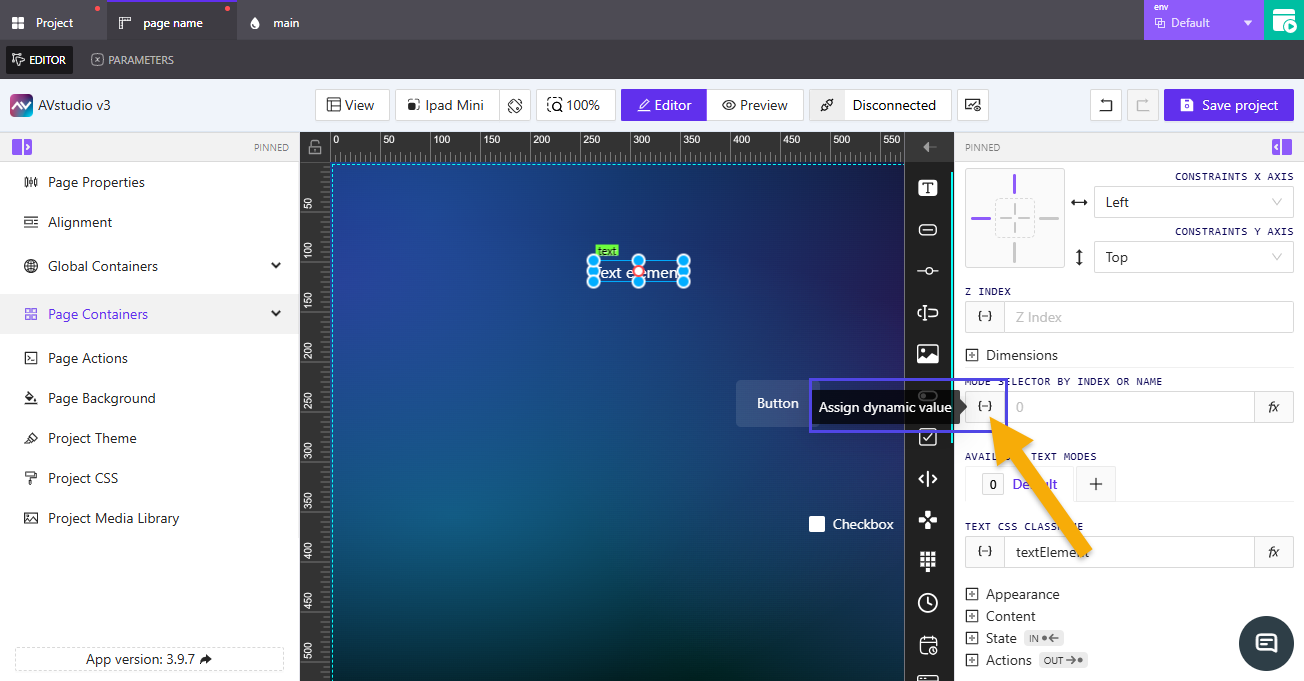 Project
page name
main
env
Default
EDITOR
PARAMETERS
AVstudio v3
View
Ipad Mini
100%
Editor
Preview
Disconnected
Save project
PINNED
Page Properties
Alignment
Global Containers
Page Containers
Page Actions
Page Background
Project Theme
Project CSS
Project Media Library
App version: 3.9.7
0 50 100 150 200 250 300 350 400 450 500 550
50
100
150
200
250
300
350
400
450
500
text
Text element
Button
Checkbox
T
PINNED
CONSTRAINTS X AXIS
Left
CONSTRAINTS Y AXIS
Top
Z INDEX
{--} Z Index
Dimensions
MODE SELECTOR BY INDEX OR NAME
Assign dynamic value
{--} 0 fx
TEXT MODES
0 +
TEXT CSS
{--} textElement fx
Appearance
Content
State IN
Actions OUT